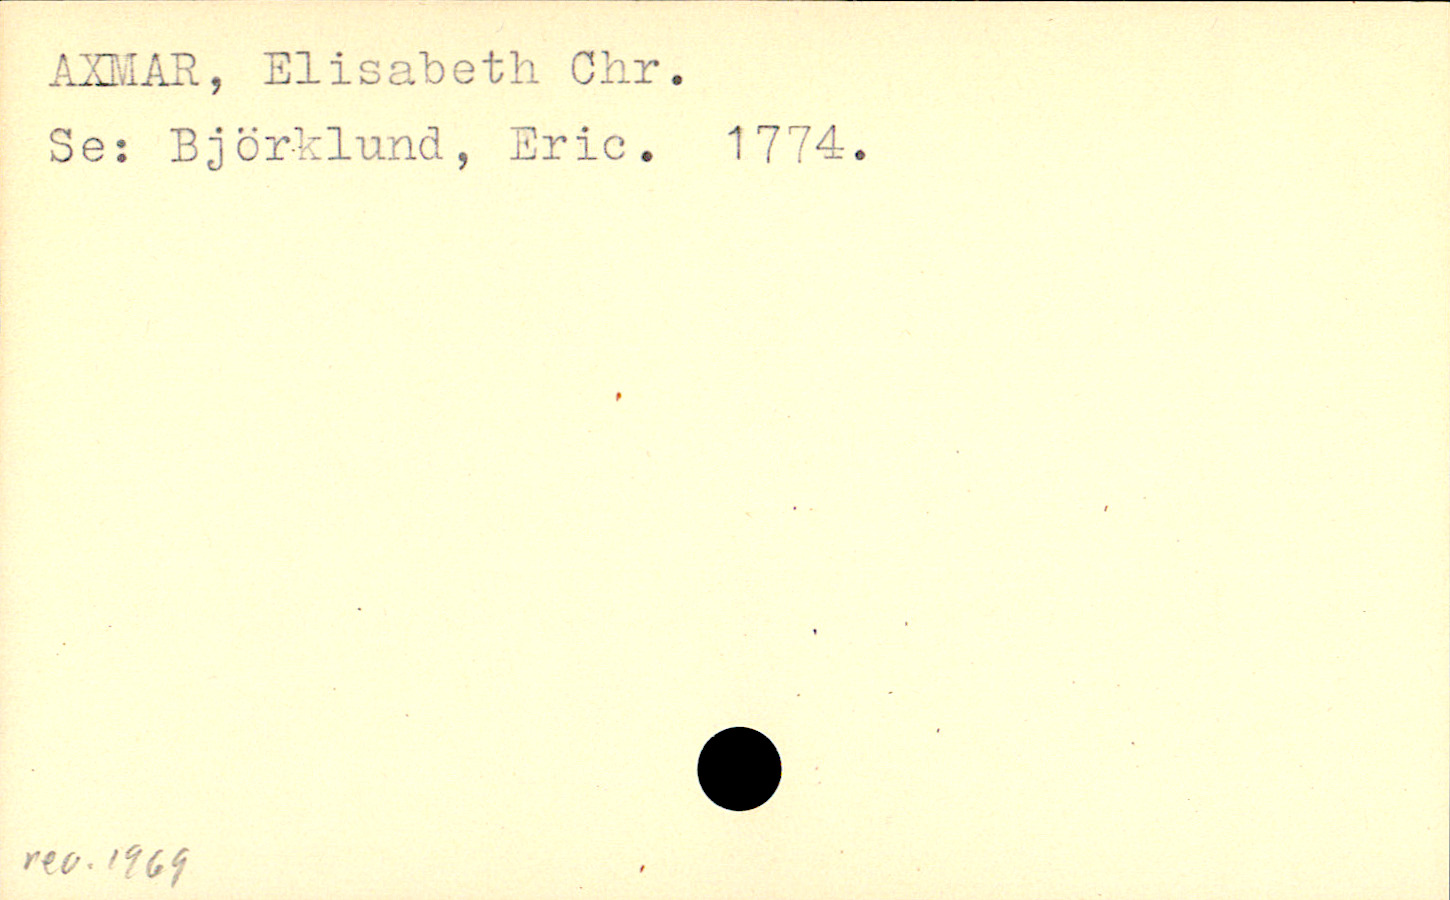 AXMAR, Elisabeth Chr.
Se: Björklund, Eric. 1774.
rev. 1969